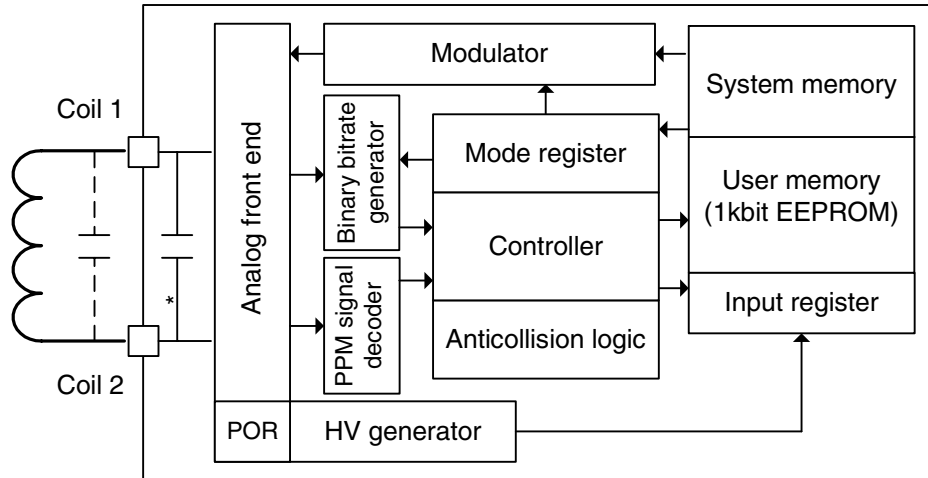 Modulator
System memory
Coil 1
Analog front end
Binary bitrate
generator
Mode register
User memory
(1kbit EEPROM)
Controller
*
PPM signal
decoder
Input register
Anticollision logic
Coil 2
POR
HV generator